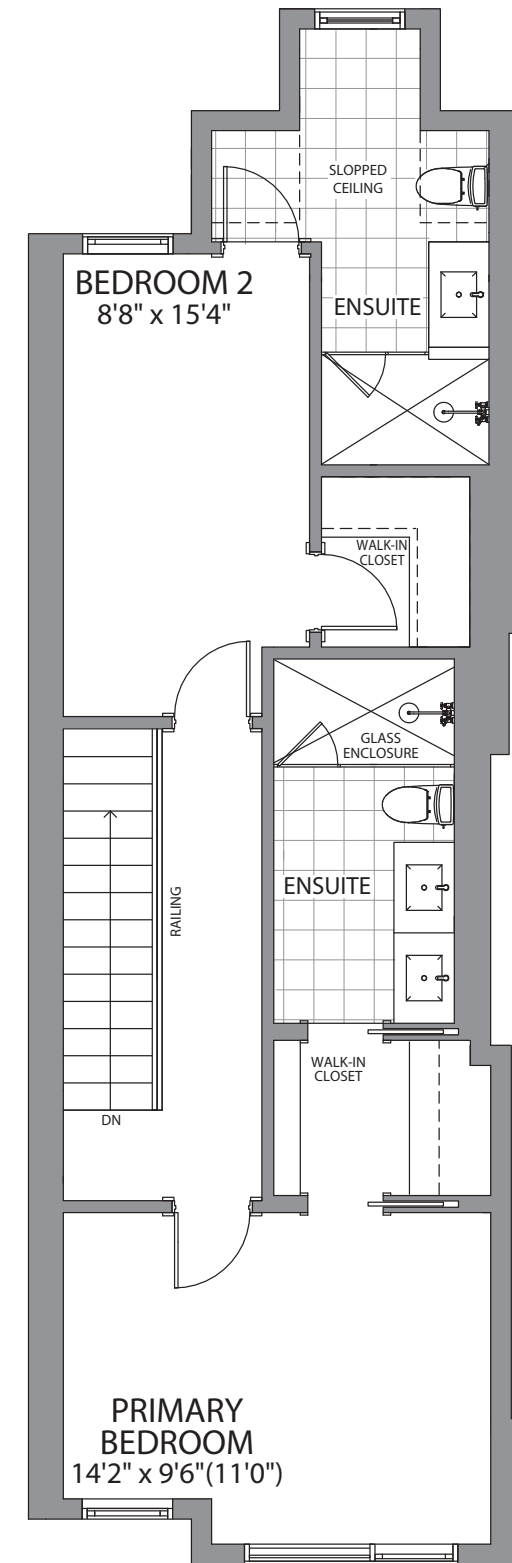 SLOPPED
CEILING
BEDROOM 2
8'8" x 15'4"
ENSUITE
WALK-IN
CLOSET
GLASS
ENCLOSURE
ENSUITE
RAILING
WALK-IN
CLOSET
DN
PRIMARY
BEDROOM
14'2" x 9'6"(11'0")